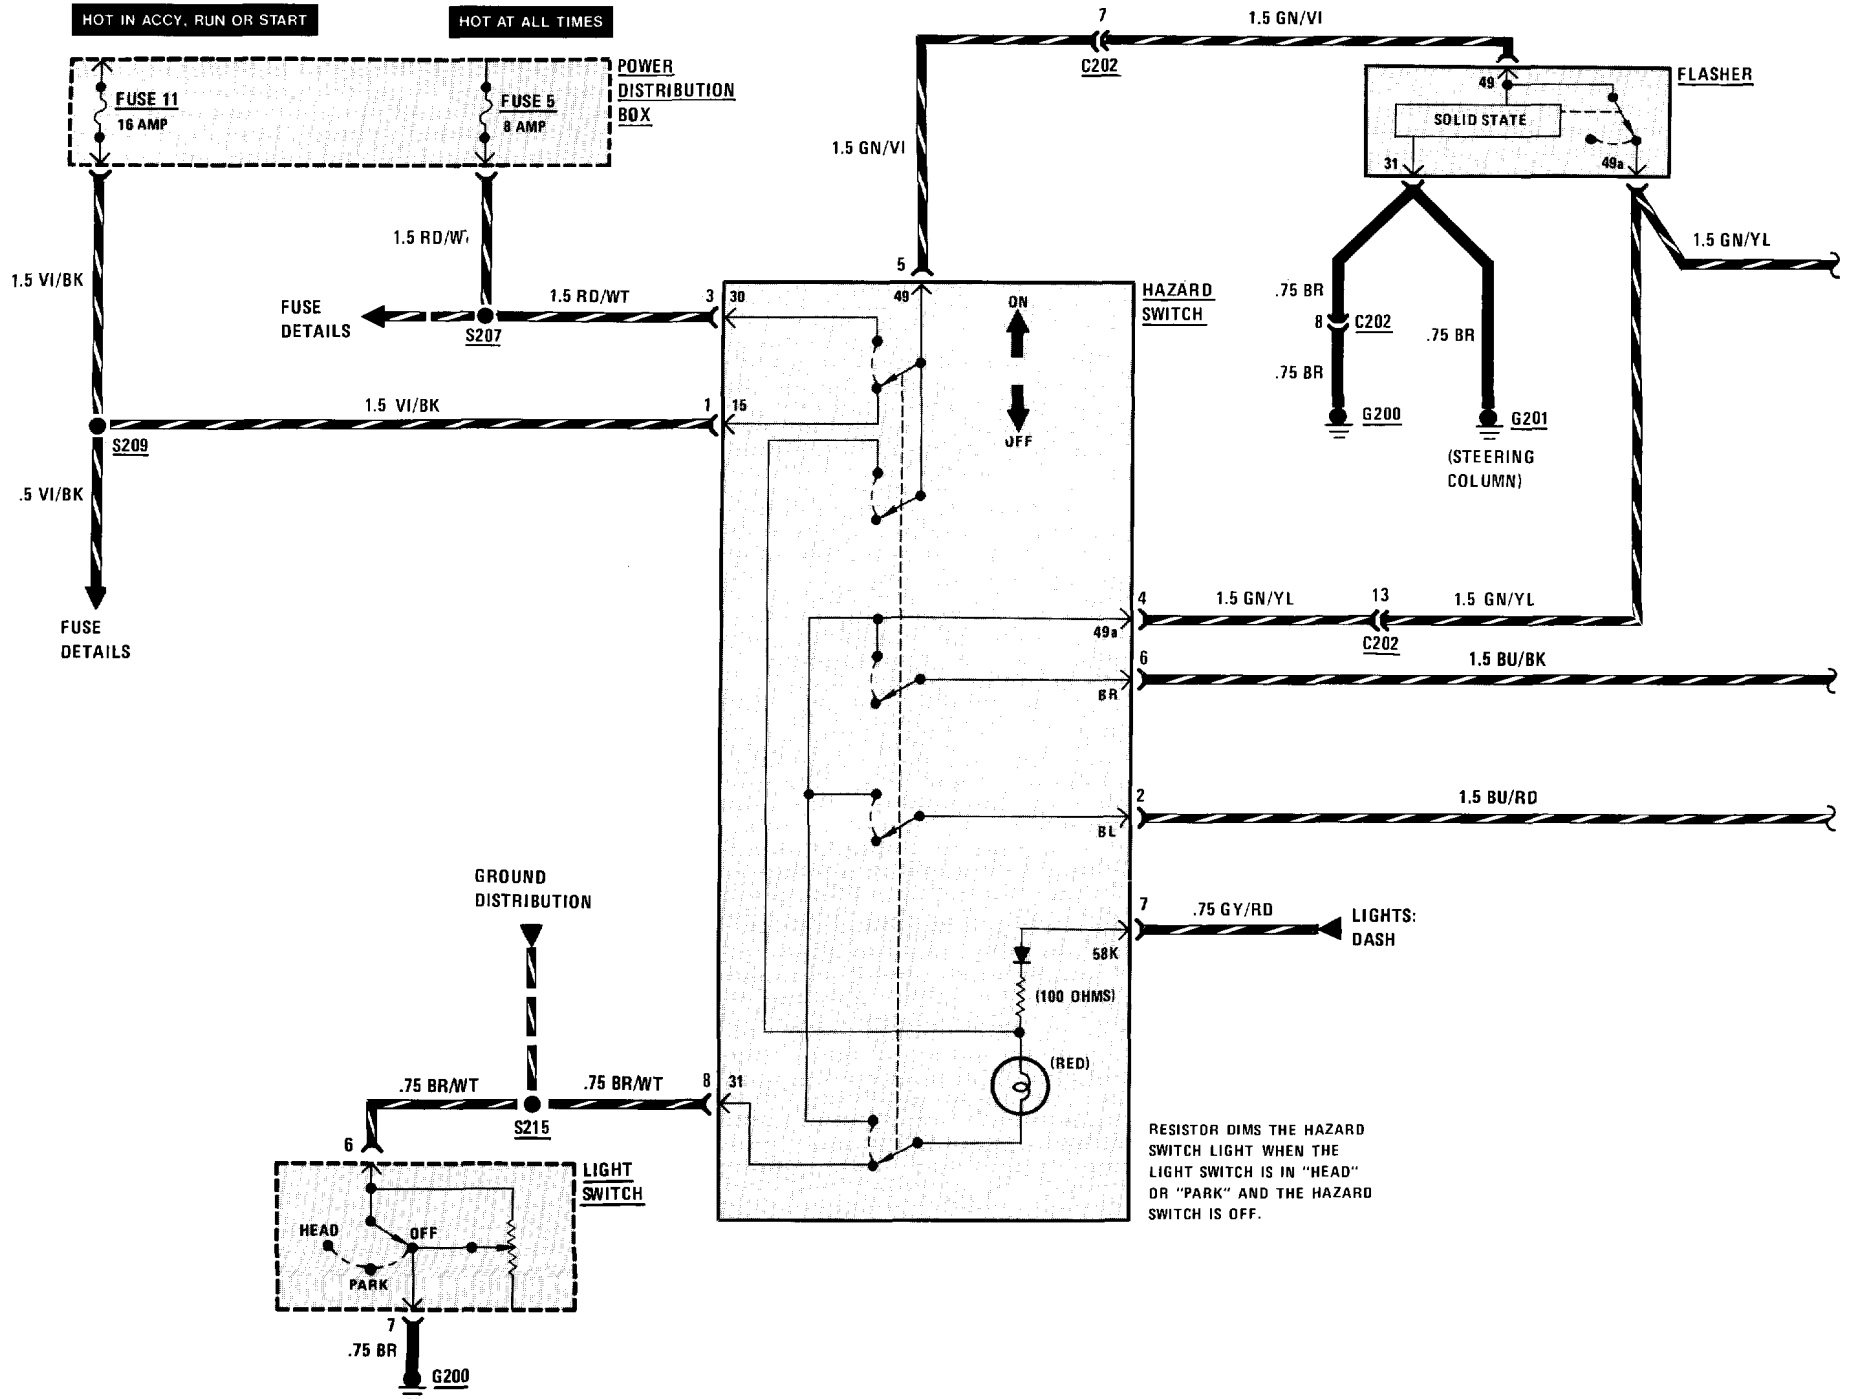 HOT IN ACCY, RUN OR START
HOT AT ALL TIMES
POWER
DISTRIBUTION
BOX
FUSE 11
16 AMP
FUSE 5
8 AMP
7
1.5 GN/VI
C202
FLASHER
49
SOLID STATE
31
49a
1.5 GN/VI
1.5 RD/WT
1.5 GN/YL
1.5 VI/BK
5
HAZARD
SWITCH
FUSE
DETAILS
1.5 RD/WT
S207
3
30
49
ON
OFF
.75 BR
8
C202
.75 BR
.75 BR
G200
G201
(STEERING
COLUMN)
1.5 VI/BK
1
15
S209
.5 VI/BK
FUSE
DETAILS
4
49a
1.5 GN/YL
13
C202
1.5 GN/YL
6
BR
1.5 BU/BK
2
BL
1.5 BU/RD
GROUND
DISTRIBUTION
7
58K
.75 GY/RD
LIGHTS:
DASH
(100 OHMS)
(RED)
.75 BR/WT
.75 BR/WT
S215
8
31
6
LIGHT
SWITCH
HEAD
OFF
PARK
7
.75 BR
G200
RESISTOR DIMS THE HAZARD
SWITCH LIGHT WHEN THE
LIGHT SWITCH IS IN "HEAD"
OR "PARK" AND THE HAZARD
SWITCH IS OFF.